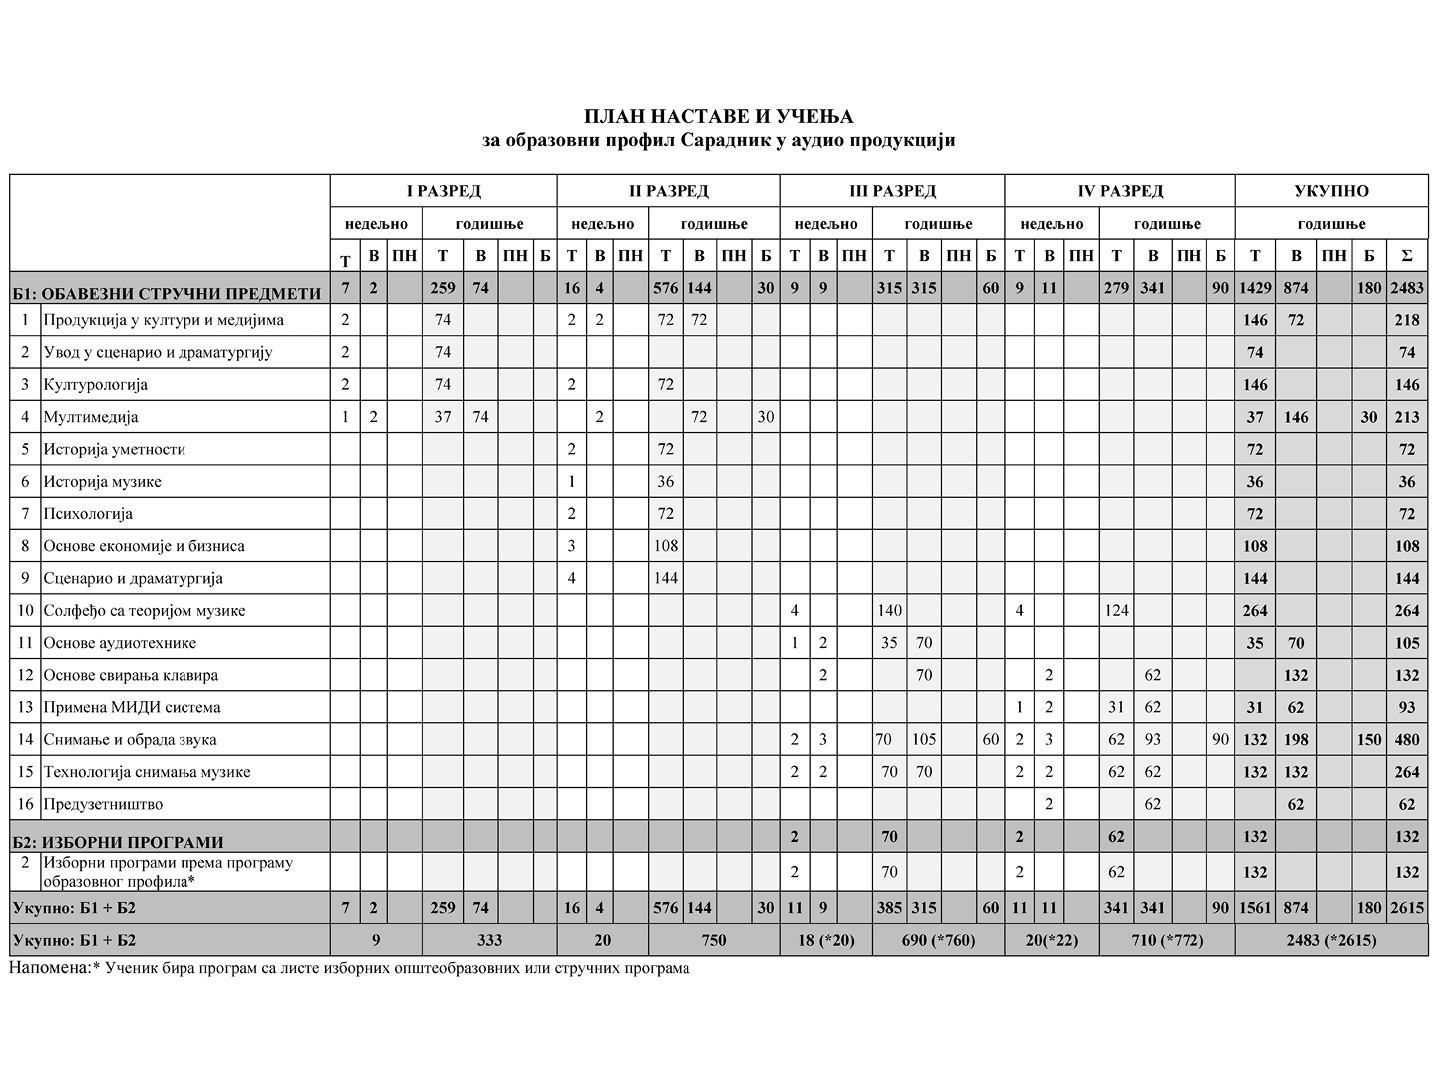 ПЛАН НАСТАВЕ И УЧЕЊА
за образовни профил Сарадник у аудио продукцији
I РАЗРЕД II РАЗРЕД III РАЗРЕД IV РАЗРЕД УКУПНО
недељно годишње недељно годишње недељно годишње недељно годишње годишње
Т В ПН Т В ПН Б Т В ПН Т В ПН Б Т В ПН Т В ПН Б Т В ПН Т В ПН Б Т В ПН Б Σ
Б1: ОБАВЕЗНИ СТРУЧНИ ПРЕДМЕТИ 7 2 259 74 16 4 576 144 30 9 9 315 315 60 9 11 279 341 90 1429 874 180 2483
1 Продукција у култури и медијима 2 74 2 2 72 72 146 72 218
2 Увод у сценарио и драматургију 2 74 74 74
3 Културологија 2 74 2 72 146 146
4 Мултимедија 1 2 37 74 2 72 30 37 146 30 213
5 Историја уметности 2 72 72 72
6 Историја музике 1 36 36 36
7 Психологија 2 72 72 72
8 Основе економије и бизниса 3 108 108 108
9 Сценарио и драматургија 4 144 144 144
10 Солфеђо са теоријом музике 4 140 4 124 264 264
11 Основе аудиотехнике 1 2 35 70 35 70 105
12 Основе свирања клавира 2 70 2 62 132 132
13 Примена МИДИ система 1 2 31 62 31 62 93
14 Снимање и обрада звука 2 3 70 105 60 2 3 62 93 90 132 198 150 480
15 Технологија снимања музике 2 2 70 70 2 2 62 62 132 132 264
16 Предузетништво 2 62 62 62
Б2: ИЗБОРНИ ПРОГРАМИ 2 70 2 62 132 132
2 Изборни програми према програму
образовног профила* 2 70 2 62 132 132
Укупно: Б1 + Б2 7 2 259 74 16 4 576 144 30 11 9 385 315 60 11 11 341 341 90 1561 874 180 2615
Укупно: Б1 + Б2 9 333 20 750 18 (*20) 690 (*760) 20(*22) 710 (*772) 2483 (*2615)
Напомена:* Ученик бира програм са листе изборних општеобразовних или стручних програма